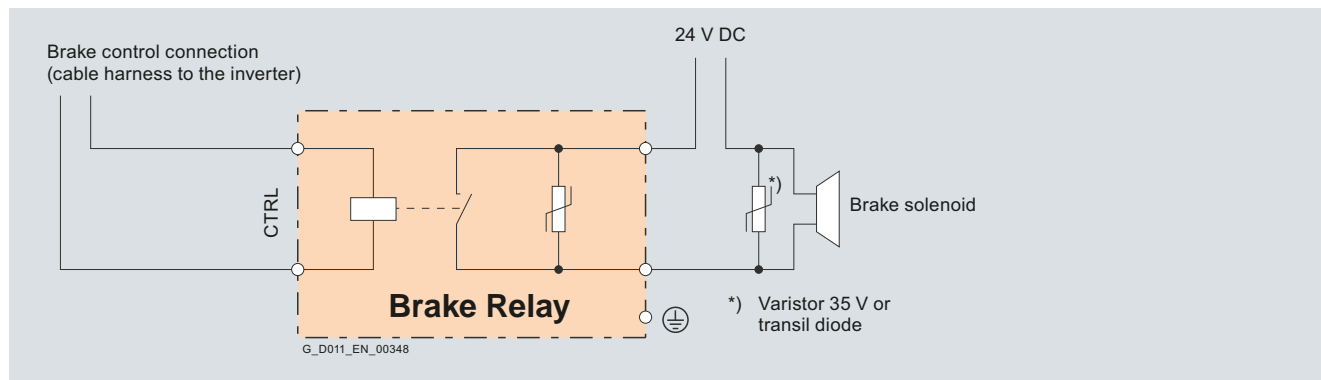 24 V DC
Brake control connection
(cable harness to the inverter)
CTRL
*)
Brake solenoid
Brake Relay
*) Varistor 35 V or
transil diode
G_D011_EN_00348